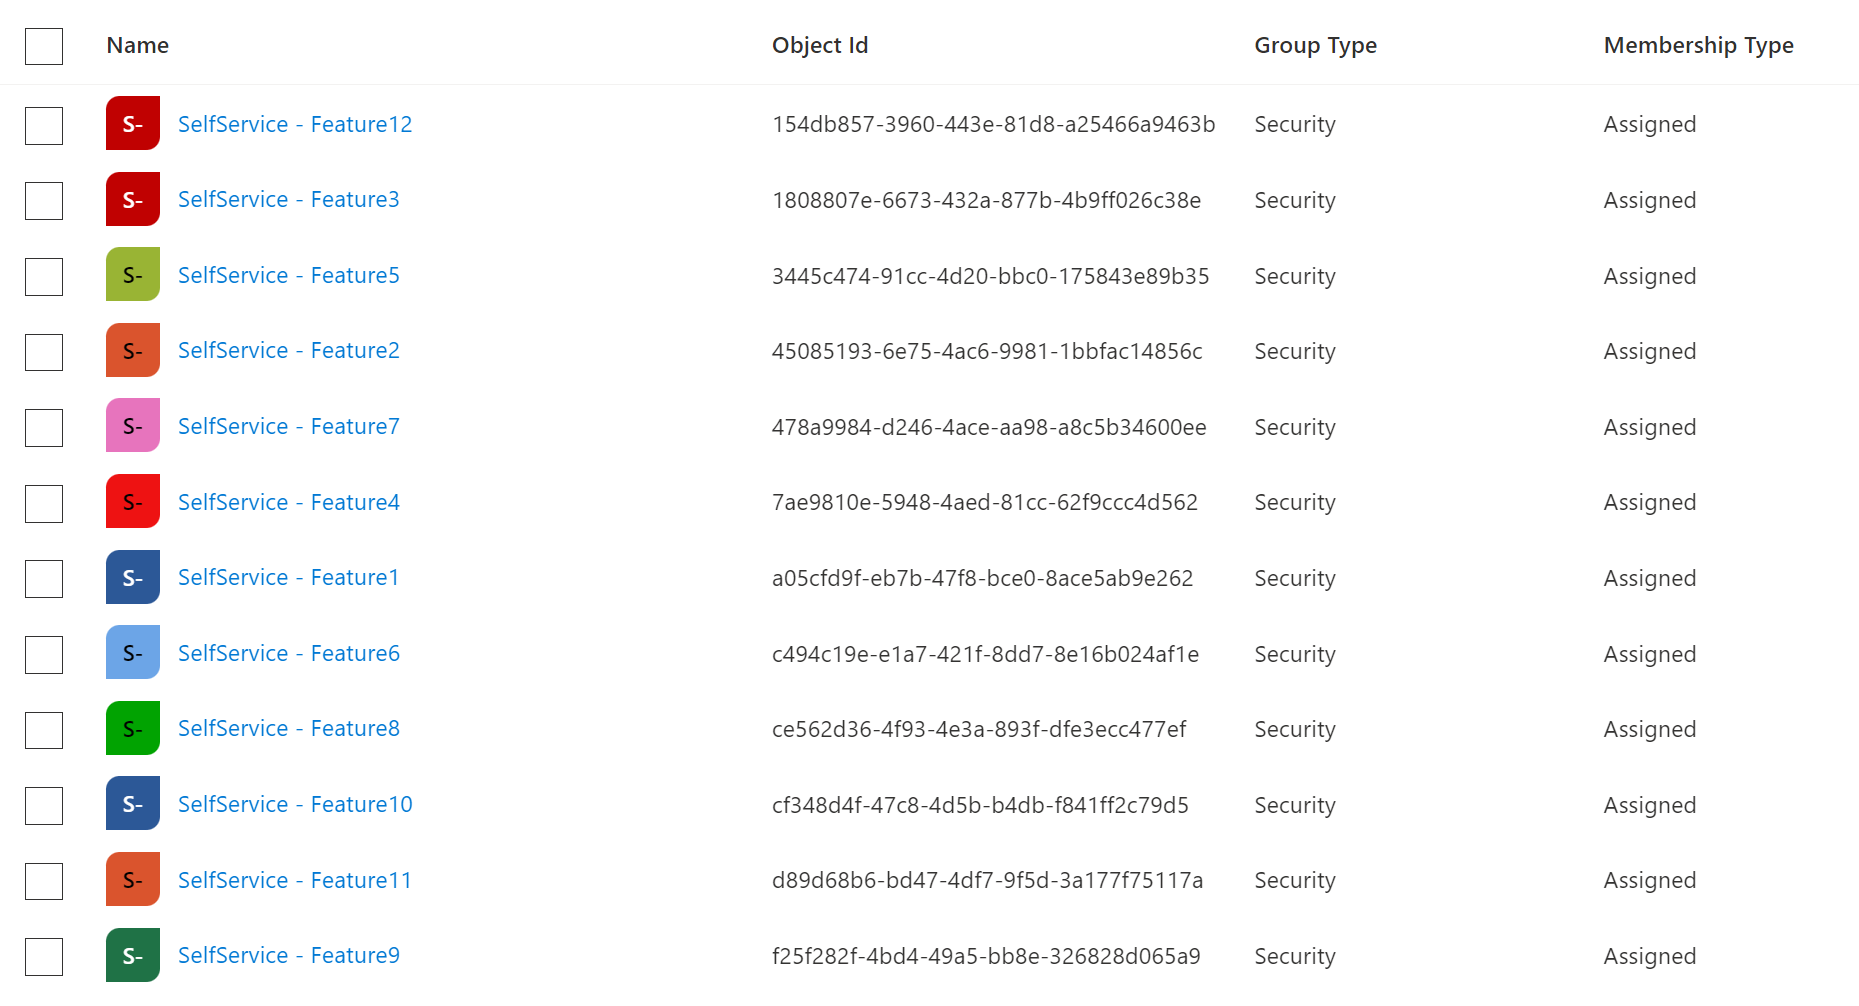 Name Object Id Group Type Membership Type
S- SelfService - Feature12 154db857-3960-443e-81d8-a25466a9463b Security Assigned
S- SelfService - Feature3 1808807e-6673-432a-877b-4b9ff026c38e Security Assigned
S- SelfService - Feature5 3445c474-91cc-4d20-bbc0-175843e89b35 Security Assigned
S- SelfService - Feature2 45085193-6e75-4ac6-9981-1bbfac14856c Security Assigned
S- SelfService - Feature7 478a9984-d246-4ace-aa98-a8c5b34600ee Security Assigned
S- SelfService - Feature4 7ae9810e-5948-4aed-81cc-62f9ccc4d562 Security Assigned
S- SelfService - Feature1 a05cfd9f-eb7b-47f8-bce0-8ace5ab9e262 Security Assigned
S- SelfService - Feature6 c494c19e-e1a7-421f-8dd7-8e16b024af1e Security Assigned
S- SelfService - Feature8 ce562d36-4f93-4e3a-893f-dfe3ecc477ef Security Assigned
S- SelfService - Feature10 cf348d4f-47c8-4d5b-b4db-f841ff2c79d5 Security Assigned
S- SelfService - Feature11 d89d68b6-bd47-4df7-9f5d-3a177f75117a Security Assigned
S- SelfService - Feature9 f25f282f-4bd4-49a5-bb8e-326828d065a9 Security Assigned